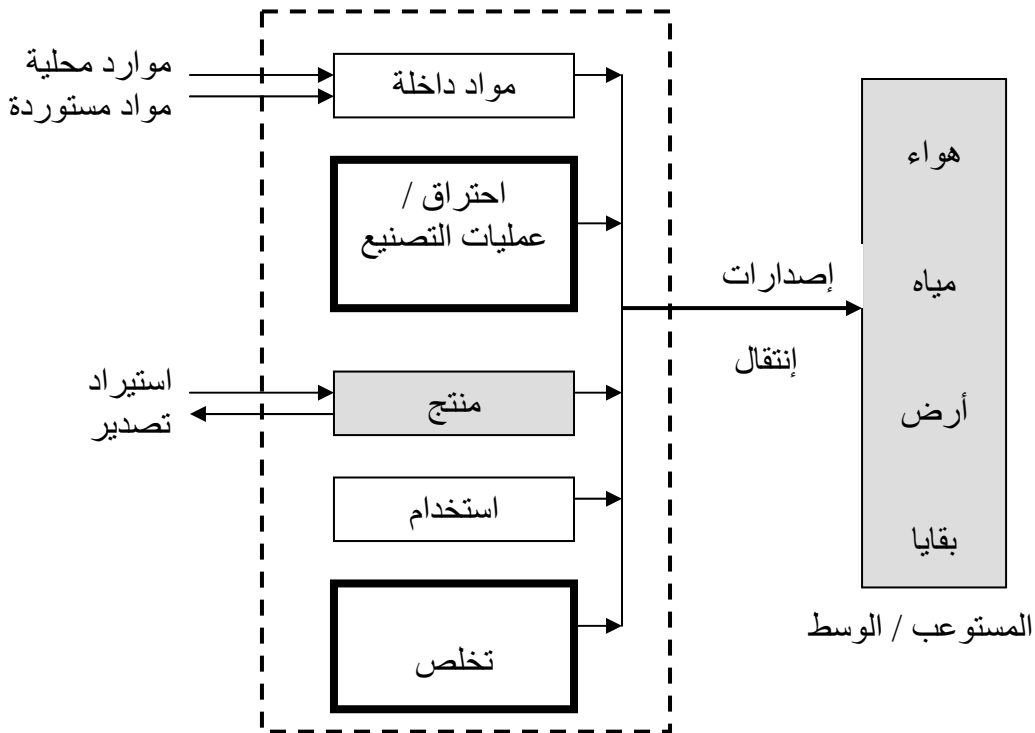 موارد محلية
مواد مستوردة
مواد داخلة
احتراق /
عمليات التصنيع
استيراد
تصدير
منتج
استخدام
تخلص
إصدارات
إنتقال
هواء
مياه
أرض
بقايا
المستوعب / الوسط